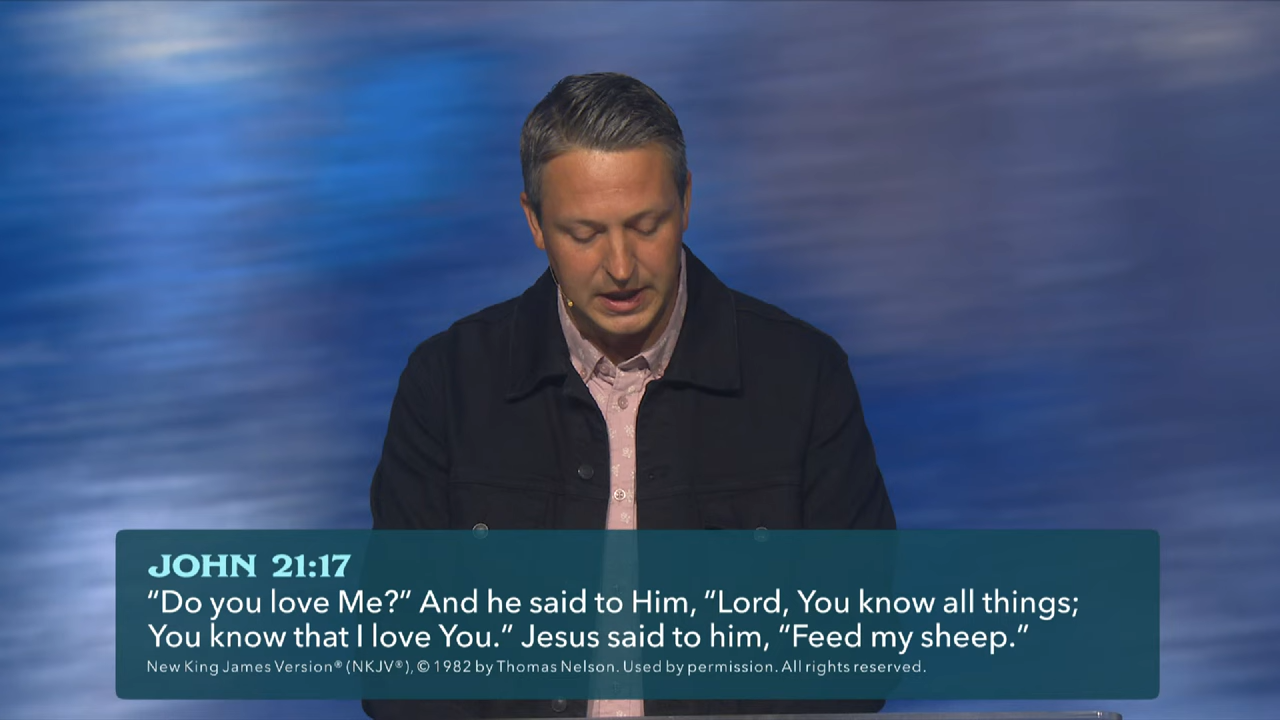 JOHN 21:17
“Do you love Me?” And he said to Him, “Lord, You know all things;
You know that I love You.” Jesus said to him, “Feed my sheep.”
New King James Version® (NKJV®), © 1982 by Thomas Nelson. Used by permission. All rights reserved.